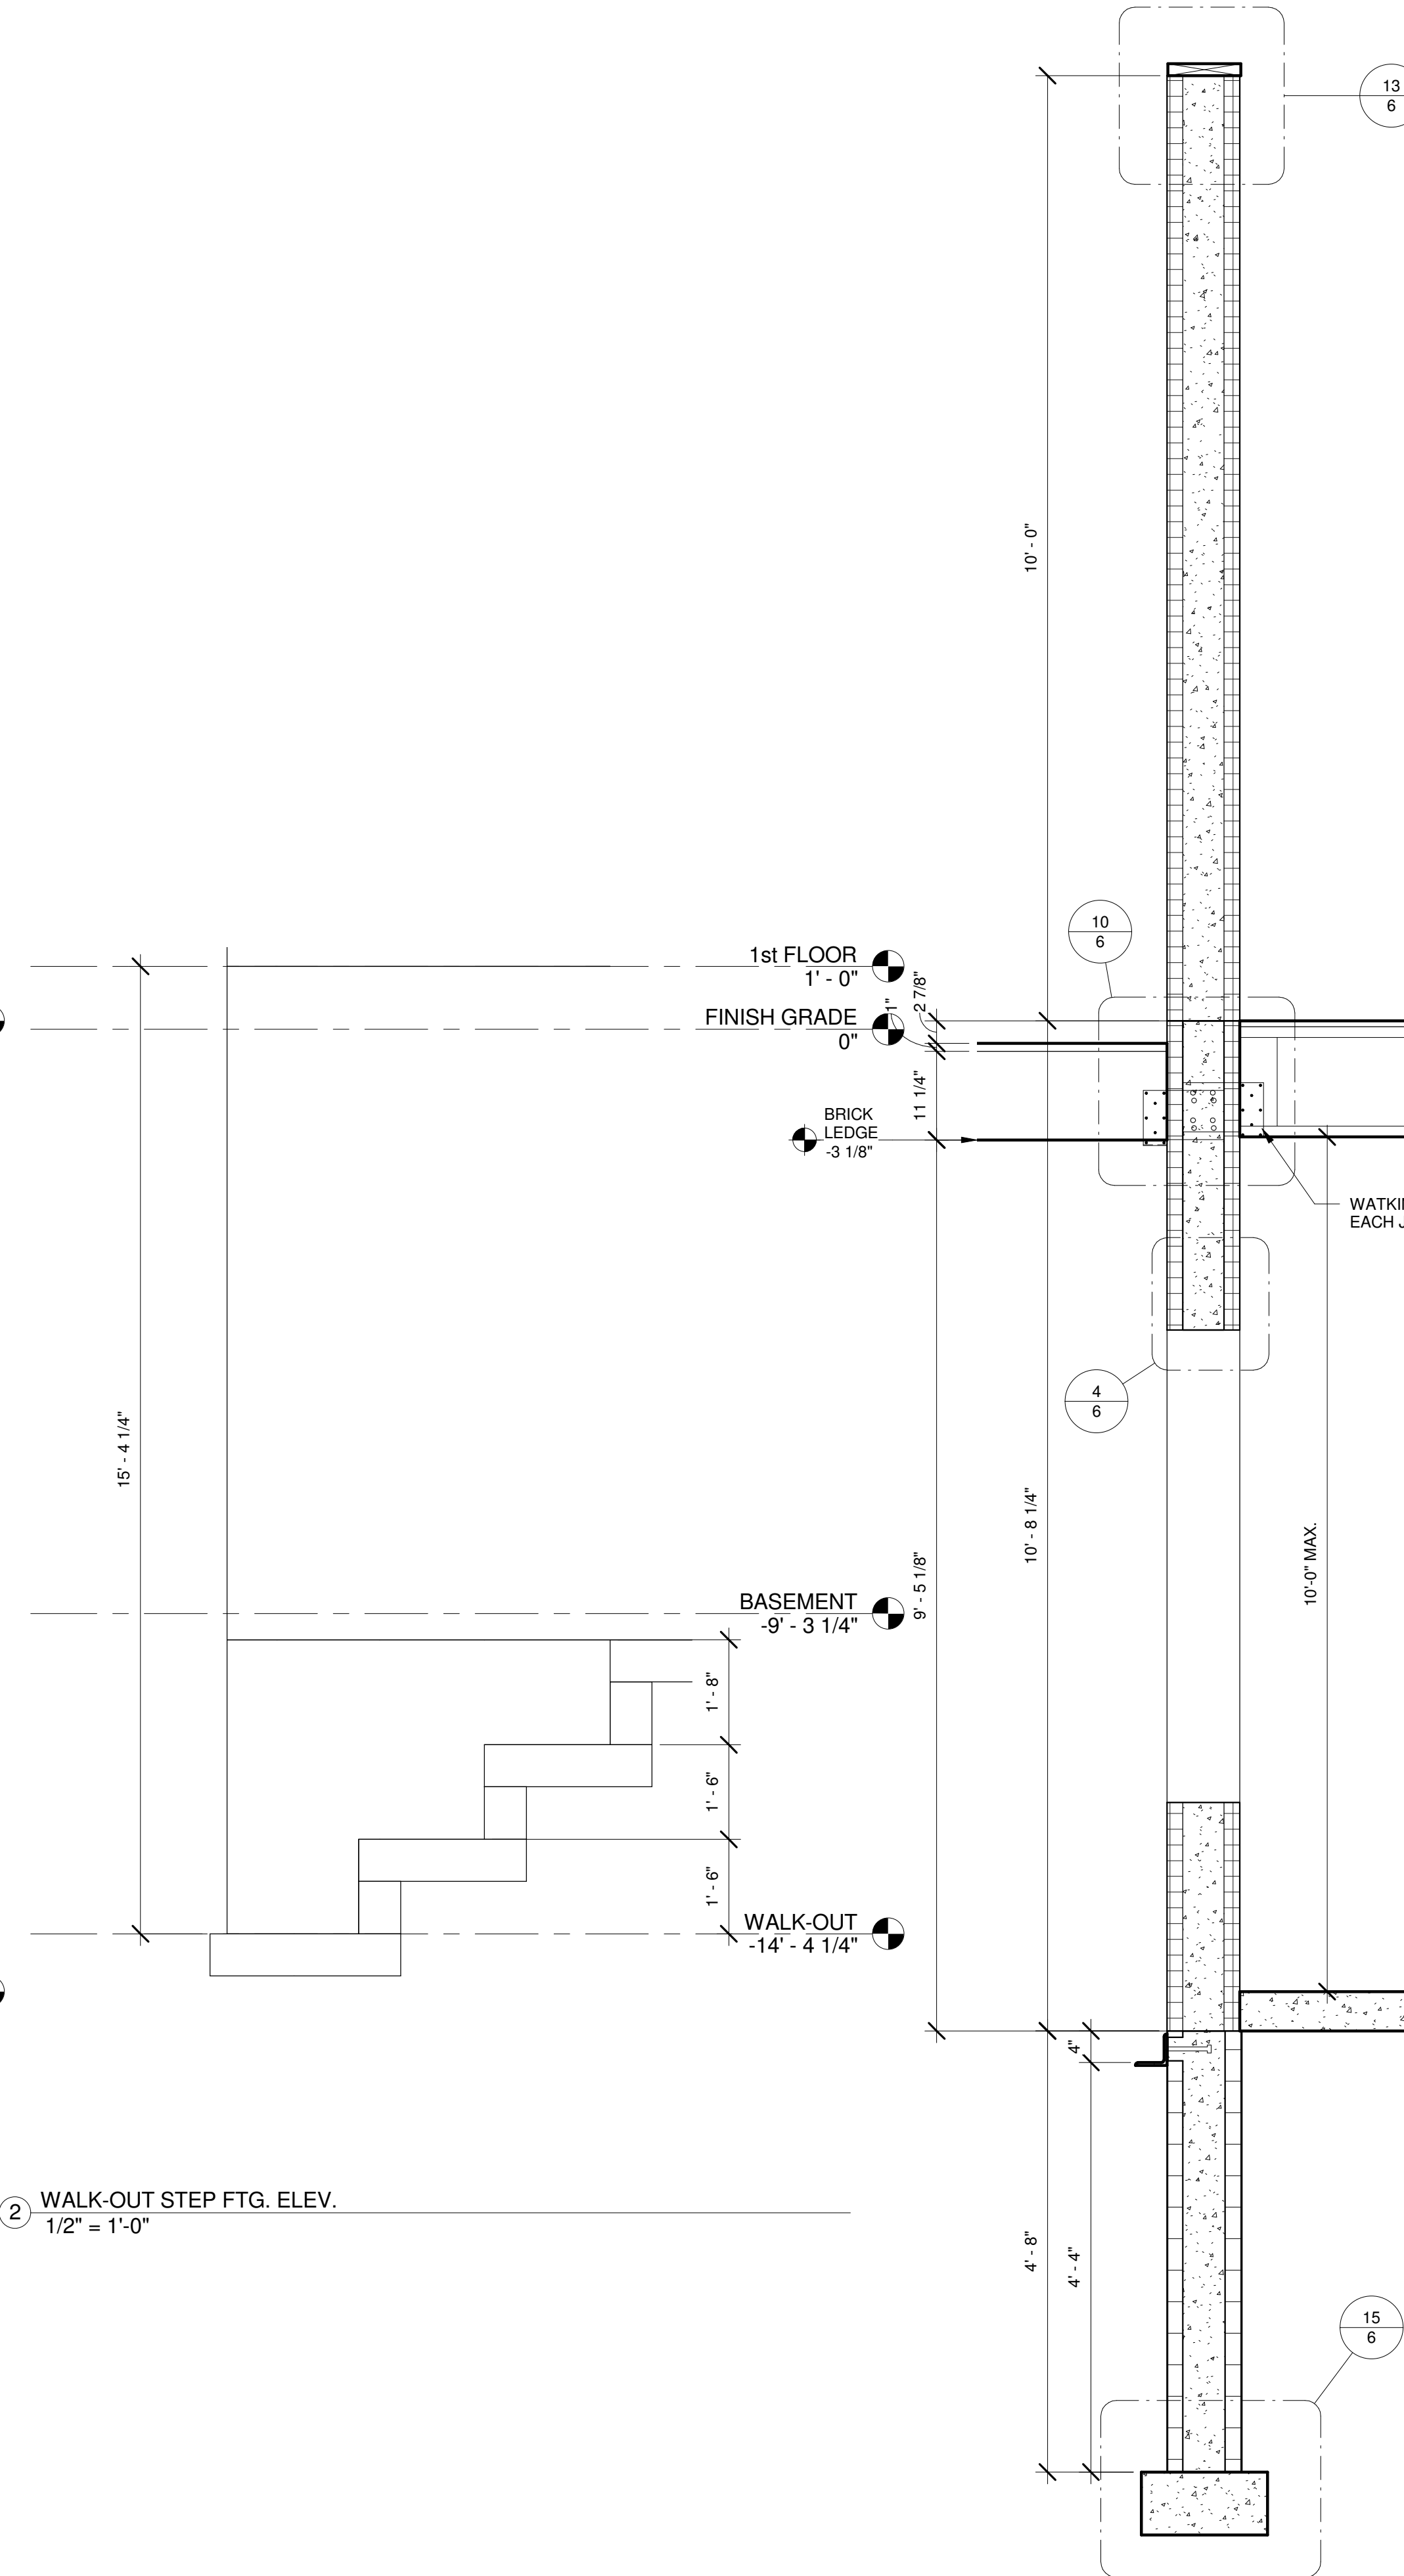 13
6
10' - 0"
10
6
1st FLOOR
1' - 0"
FINISH GRADE
0"
1"
2 7/8"
11 1/4"
BRICK
LEDGE
-3 1/8"
WATKI
EACH
4
6
15' - 4 1/4"
10' - 8 1/4"
9' - 5 1/8"
10'-0" MAX.
BASEMENT
-9' - 3 1/4"
1' - 8"
1' - 6"
1' - 6"
WALK-OUT
-14' - 4 1/4"
4"
2
WALK-OUT STEP FTG. ELEV.
1/2" = 1'-0"
4' - 8"
4' - 4"
15
6